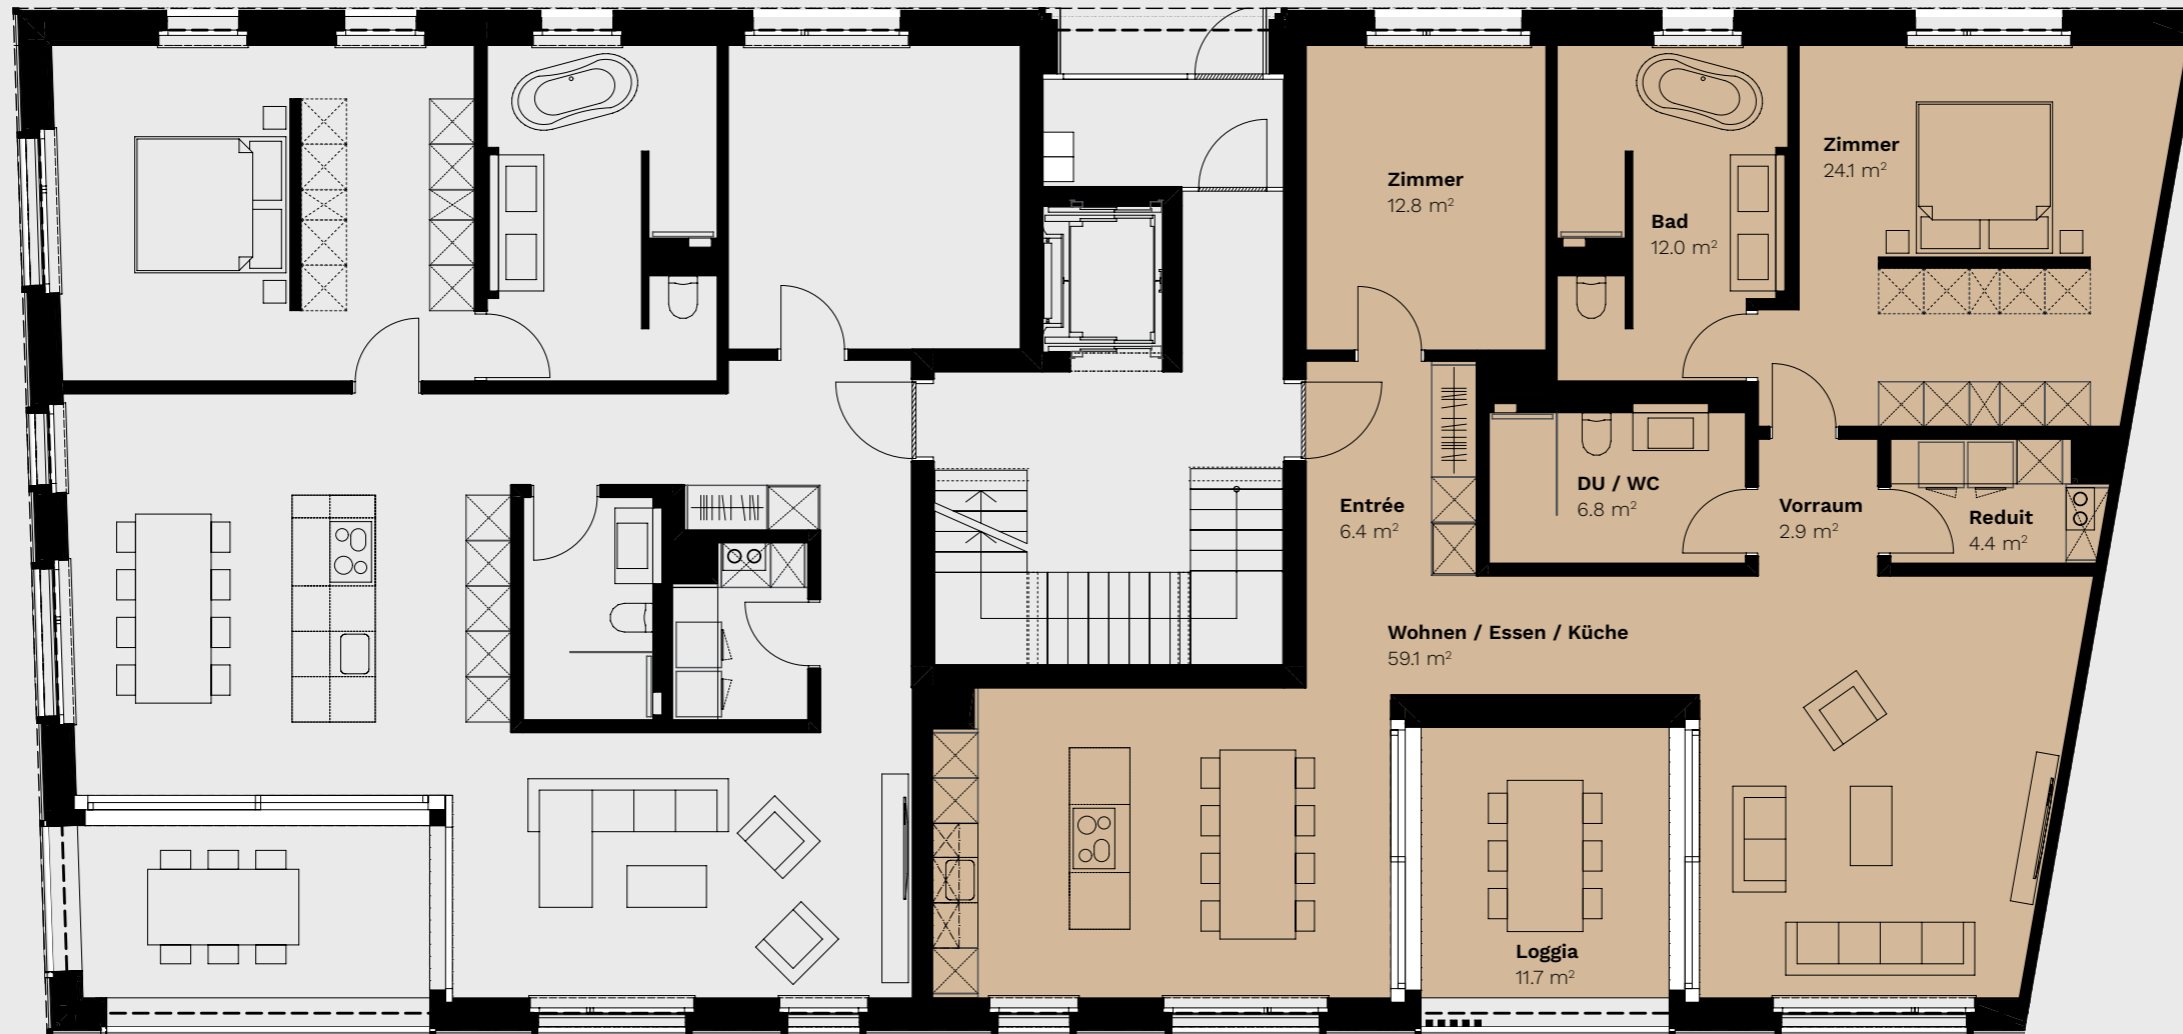 Zimmer
24.1 m²
Zimmer
12.8 m²
Bad
12.0 m²
DU / WC
6.8 m²
Entrée
6.4 m²
Vorraum
2.9 m²
Reduit
4.4 m²
Wohnen / Essen / Küche
59.1 m²
Loggia
11.7 m²